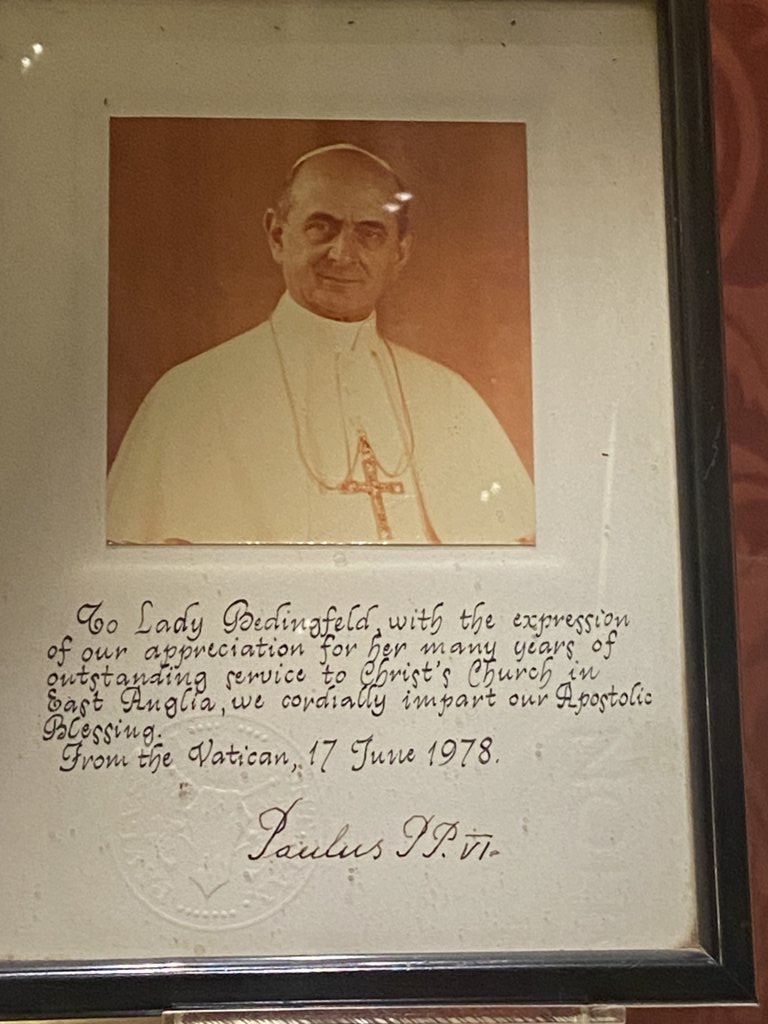 To Lady Bedingfeld, with the expression
of our appreciation for her many years of
outstanding service to Christ's Church in
East Anglia, we cordially impart our Apostolic
Blessing.
From the Vatican, 17 June 1978.
Paulus PP. VI.